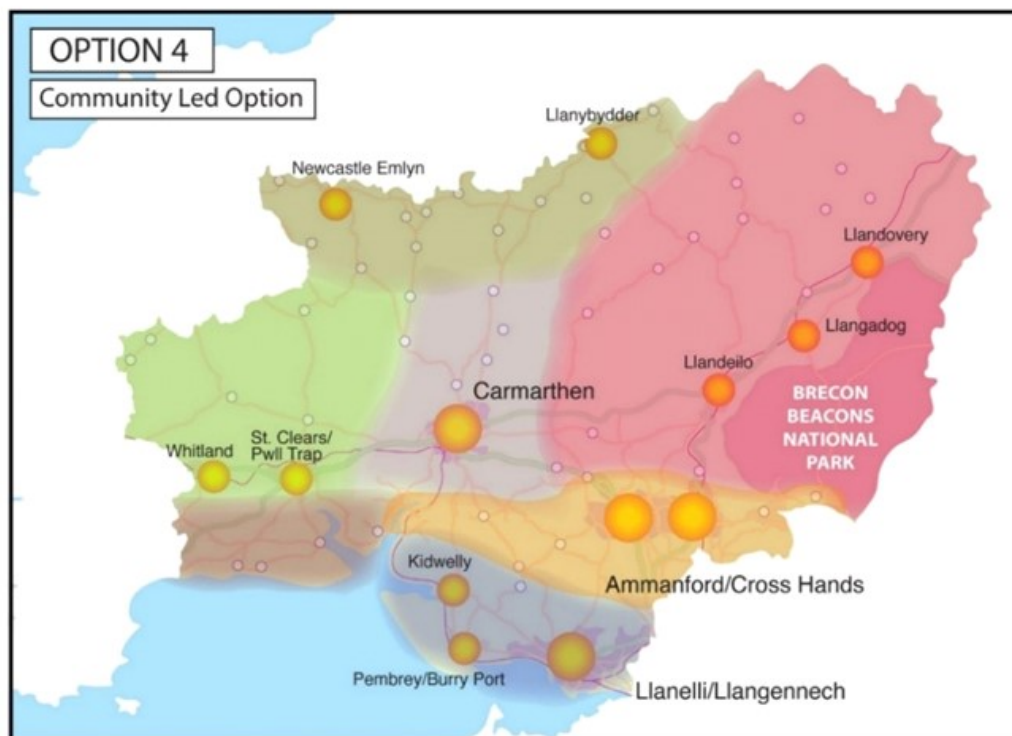 OPTION 4
Community Led Option
Llanybydder
Newcastle Emlyn
Llandovery
Llangadog
Llandeilo
Carmarthen
BRECON
BEACONS
NATIONAL
PARK
St. Clears/
Pwll Trap
Whitland
Kidwelly
Ammanford/Cross Hands
Pembrey/Burry Port
Llanelli/Llangennech